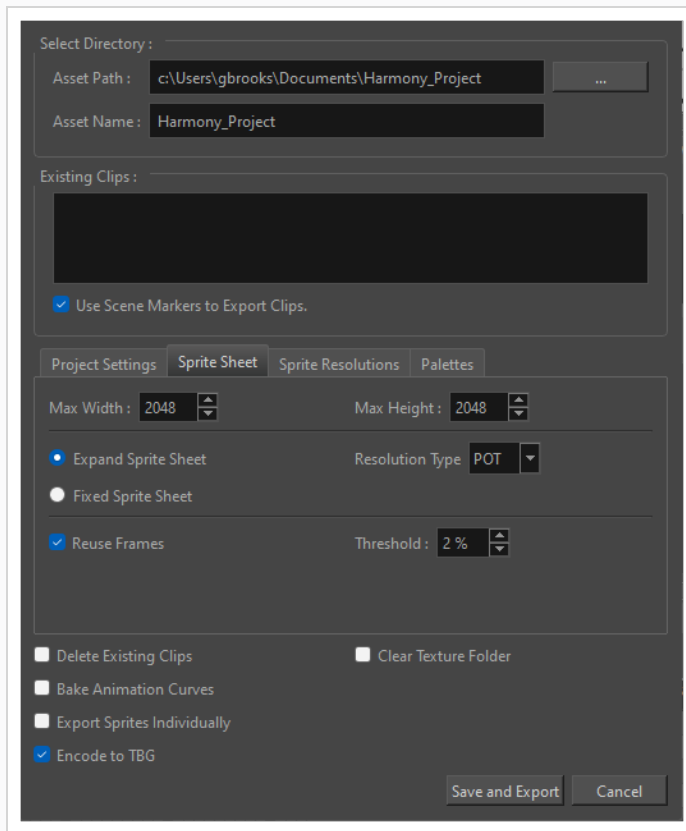 Select Directory :
Asset Path : c:\Users\gbrooks\Documents\Harmony_Project ...
Asset Name : Harmony_Project
Existing Clips :
Use Scene Markers to Export Clips.
Project Settings Sprite Sheet Sprite Resolutions Palettes
Max Width : 2048 Max Height : 2048
Expand Sprite Sheet Resolution Type POT
Fixed Sprite Sheet
Reuse Frames Threshold : 2 %
Delete Existing Clips Clear Texture Folder
Bake Animation Curves
Export Sprites Individually
Encode to TBG
Save and Export Cancel